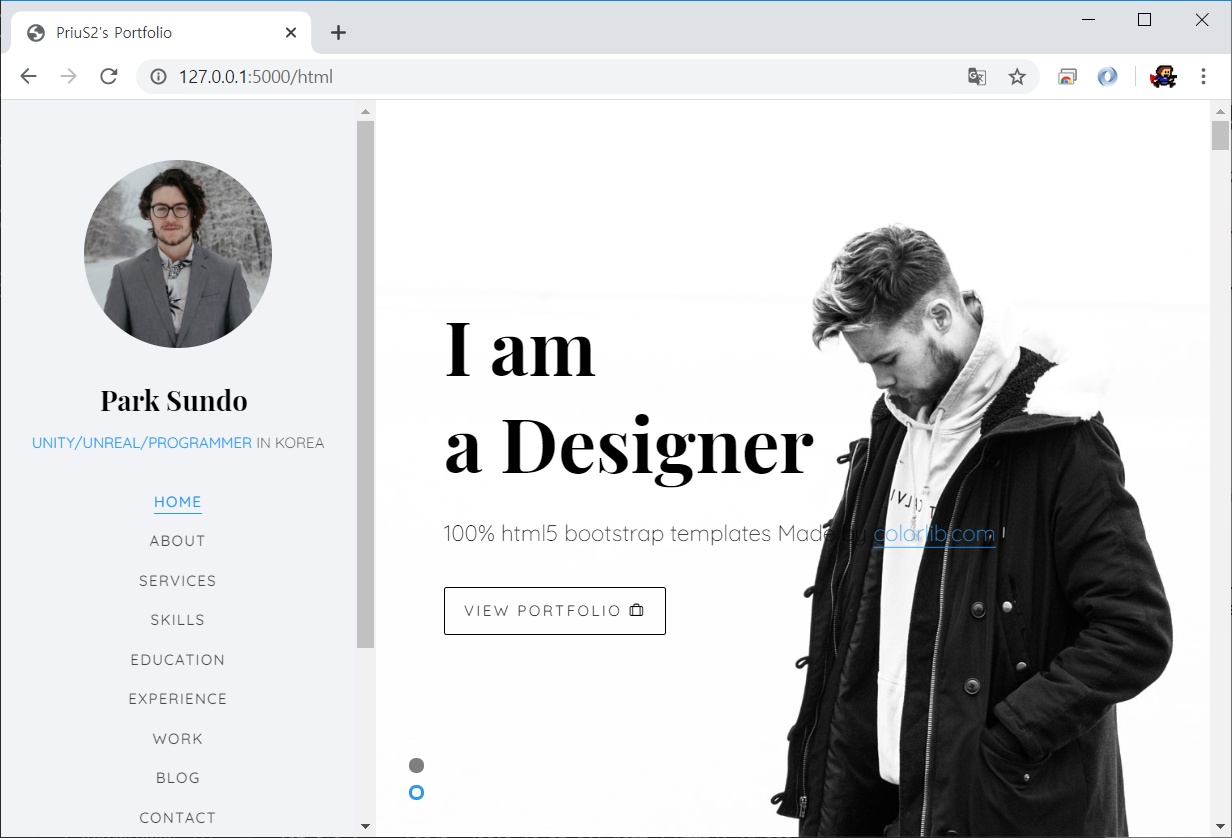 PriuS2's Portfolio
127.0.0.1:5000/html
Park Sundo
UNITY/UNREAL/PROGRAMMER IN KOREA
HOME
ABOUT
SERVICES
SKILLS
EDUCATION
EXPERIENCE
WORK
BLOG
CONTACT
I am
a Designer
100% html5 bootstrap templates Made by colorlib.com
VIEW PORTFOLIO